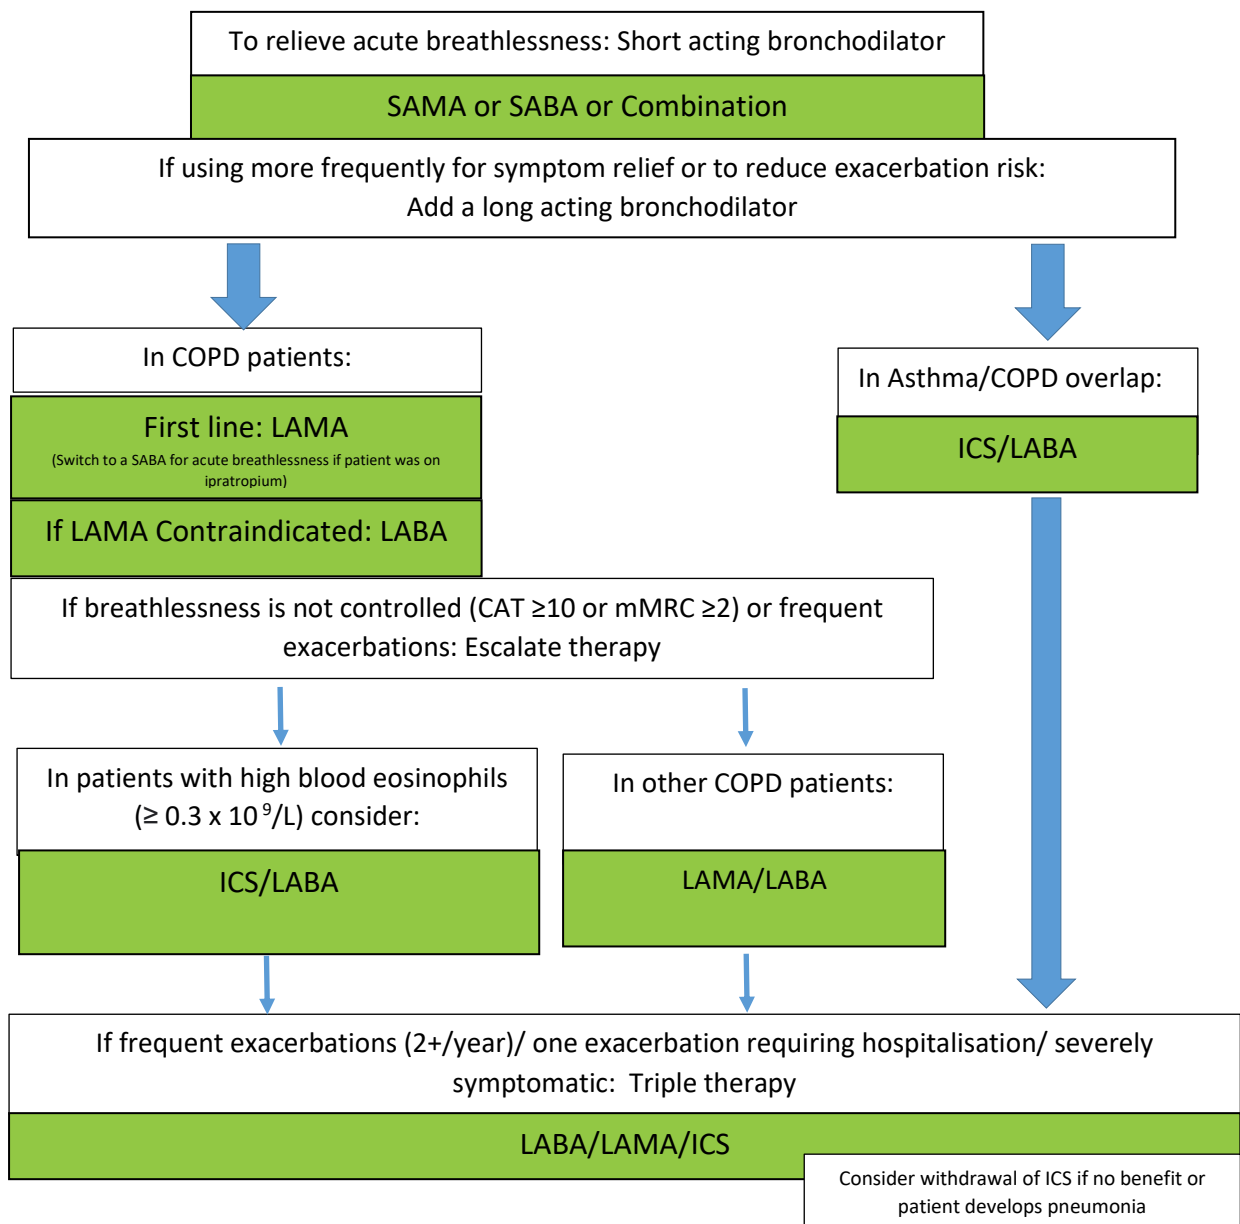 To relieve acute breathlessness: Short acting bronchodilator
SAMA or SABA or Combination
If using more frequently for symptom relief or to reduce exacerbation risk:
Add a long acting bronchodilator
In COPD patients:
First line: LAMA
(Switch to a SABA for acute breathlessness if patient was on
ipratropium)
If LAMA Contraindicated: LABA
In Asthma/COPD overlap:
ICS/LABA
If breathlessness is not controlled (CAT ≥10 or mMRC ≥2) or frequent
exacerbations: Escalate therapy
In patients with high blood eosinophils
(≥ 0.3 x 10 ⁹/L) consider:
ICS/LABA
In other COPD patients:
LAMA/LABA
If frequent exacerbations (2+/year)/ one exacerbation requiring hospitalisation/ severely
symptomatic:  Triple therapy
LABA/LAMA/ICS
Consider withdrawal of ICS if no benefit or
patient develops pneumonia